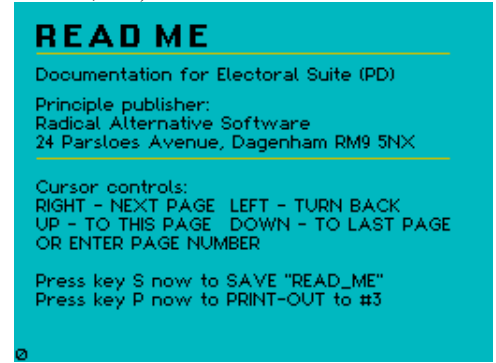 READ ME
Documentation for Electoral Suite (PD)
Principle publisher:
Radical Alternative Software
24 Parsloes Avenue, Dagenham RM9 5NX
Cursor controls:
RIGHT - NEXT PAGE LEFT - TURN BACK
UP - TO THIS PAGE DOWN - TO LAST PAGE
OR ENTER PAGE NUMBER
Press key S now to SAVE "READ_ME"
Press key P now to PRINT-OUT to #3
0